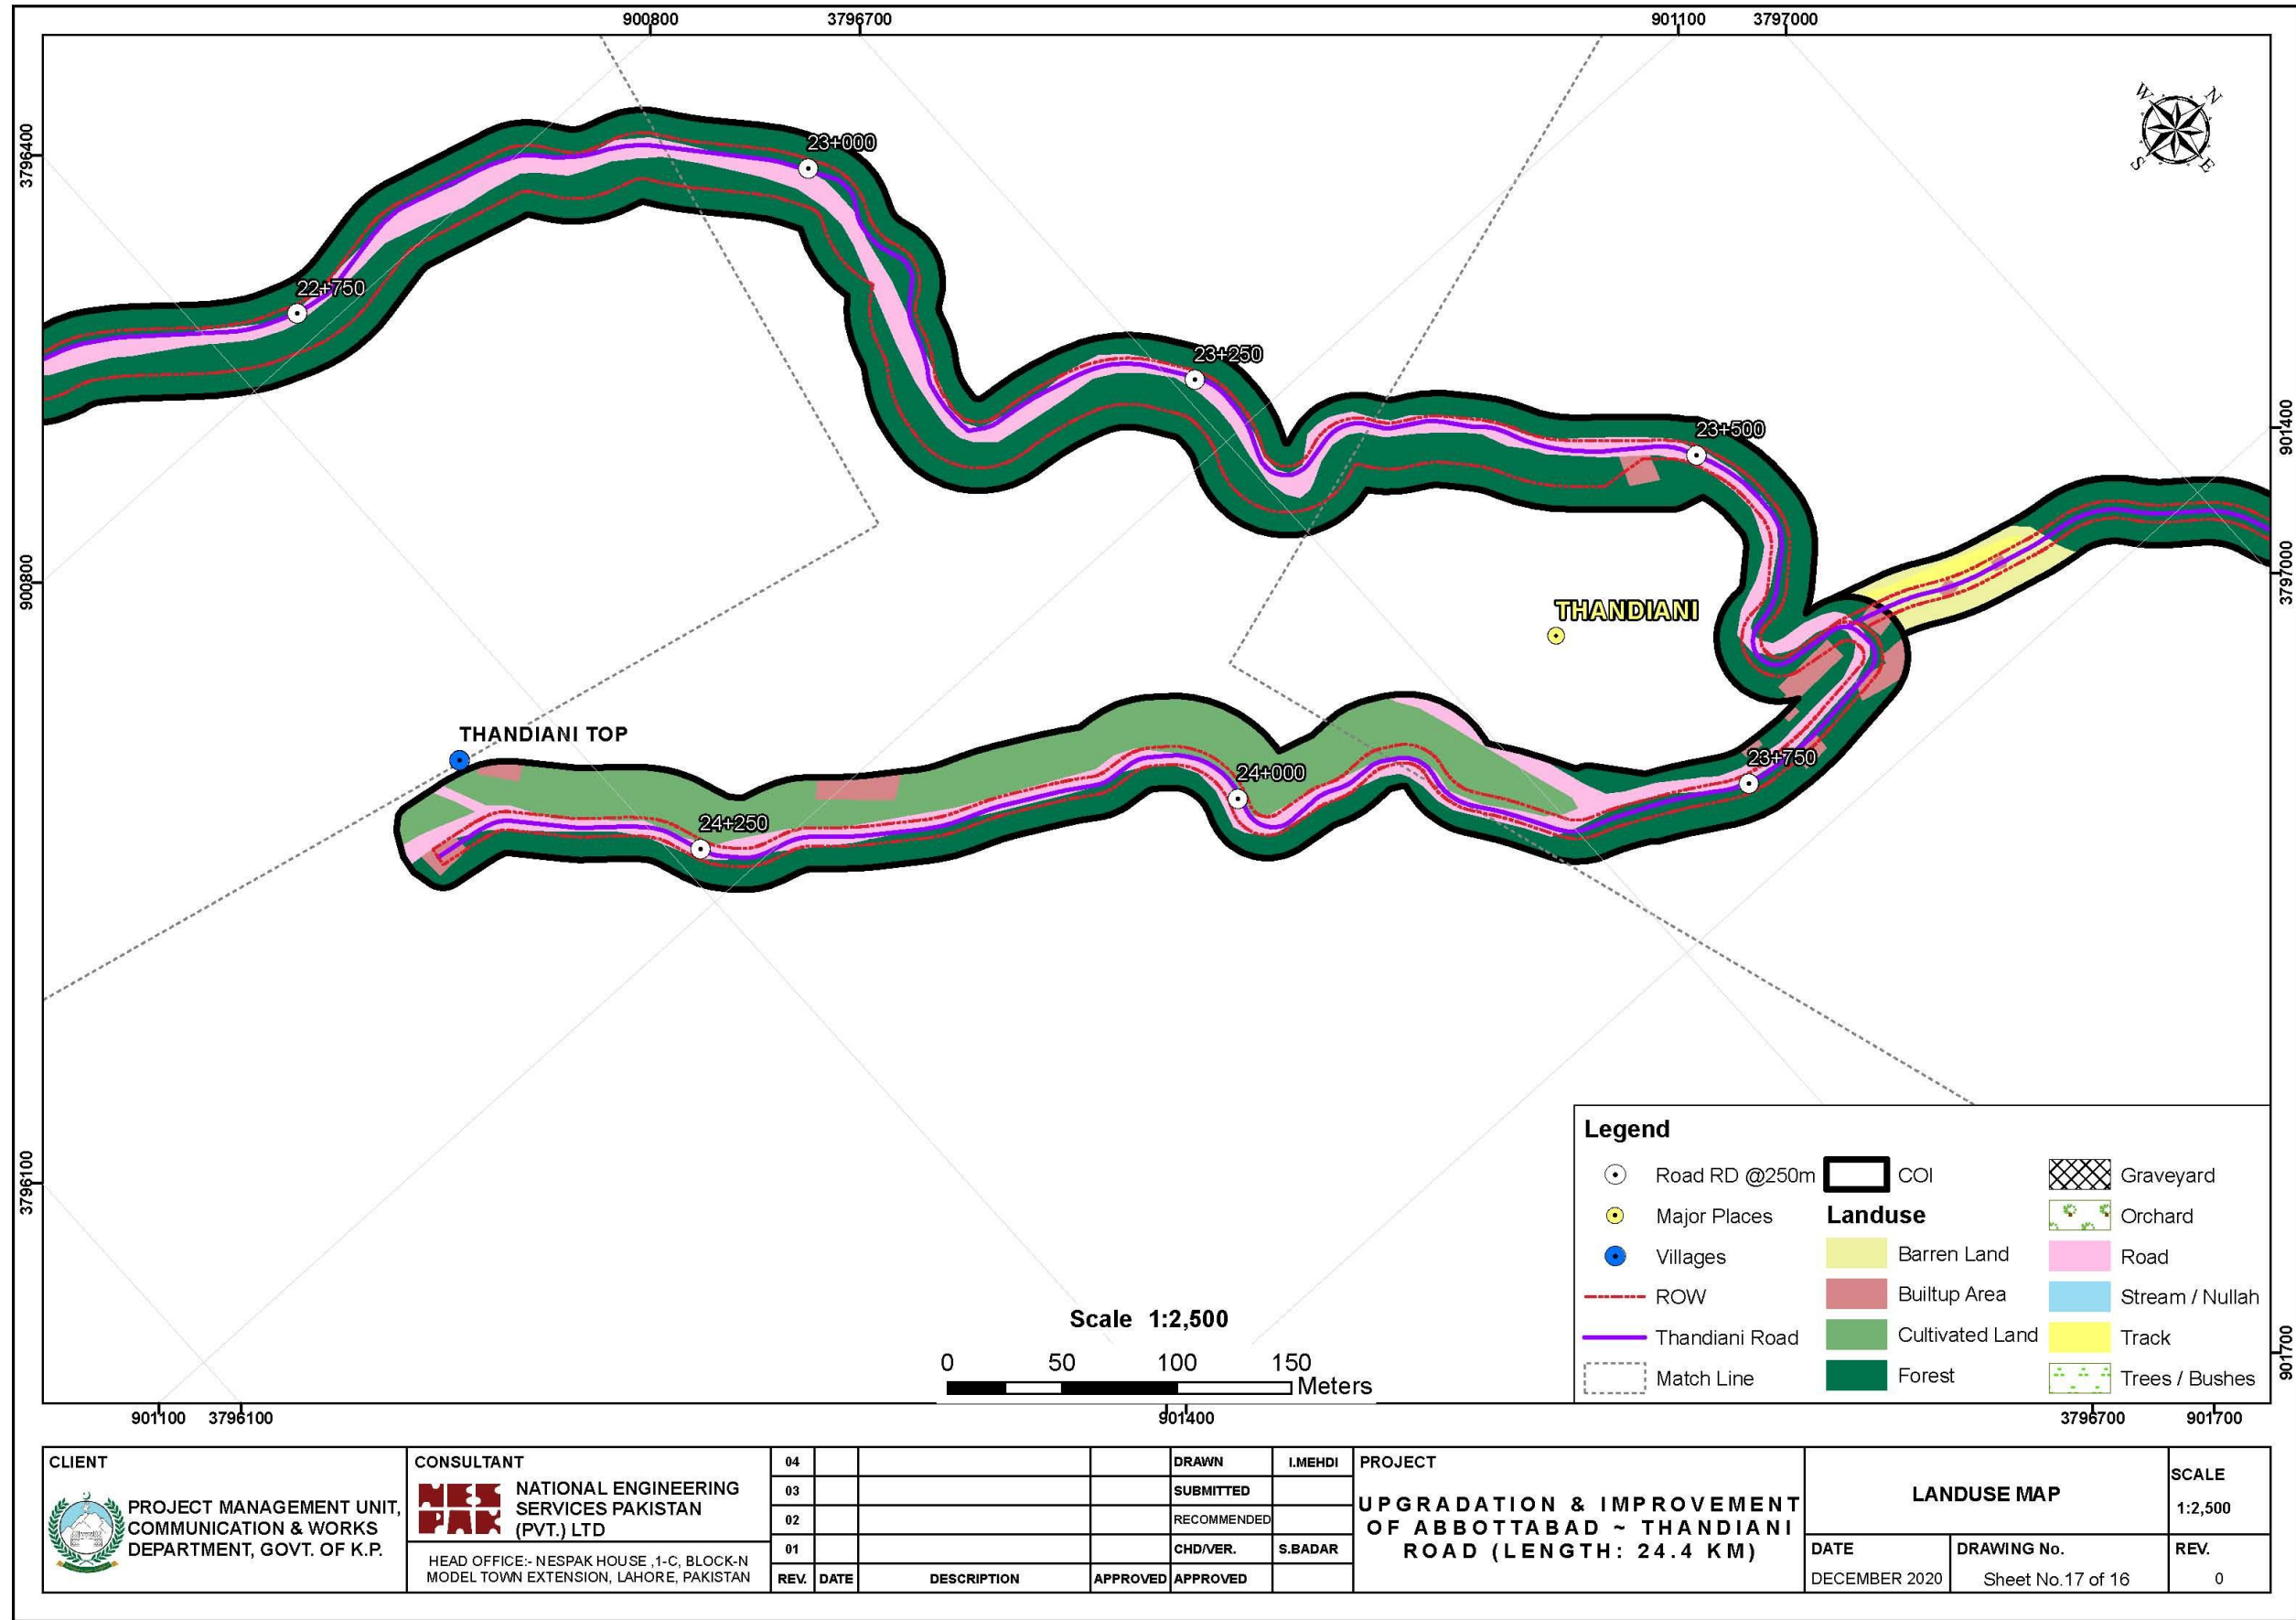 900800
3796700
901100
3797000
3796400
900800
3796100
901400
3797000
901700
W
N
S
E
23+000
22+750
23+250
23+500
THANDIANI
THANDIANI TOP
23+750
24+000
24+250
Legend
Road RD @250m
Major Places
Villages
ROW
Thandiani Road
Match Line
COI
Landuse
Barren Land
Builtup Area
Cultivated Land
Forest
Graveyard
Orchard
Road
Stream / Nullah
Track
Trees / Bushes
Scale 1:2,500
0 50 100 150
Meters
901100
3796100
901400
3796700
901700
CLIENT
PROJECT MANAGEMENT UNIT,
COMMUNICATION & WORKS
DEPARTMENT, GOVT. OF K.P.
CONSULTANT
NES
PAK
NATIONAL ENGINEERING
SERVICES PAKISTAN
(PVT.) LTD
HEAD OFFICE:- NESPAK HOUSE ,1-C, BLOCK-N
MODEL TOWN EXTENSION, LAHORE, PAKISTAN
04
03
02
01
REV. DATE DESCRIPTION APPROVED
DRAWN I.MEHDI
SUBMITTED
RECOMMENDED
CHD/VER. S.BADAR
APPROVED
PROJECT
UPGRADATION & IMPROVEMENT
OF ABBOTTABAD ~ THANDIANI
ROAD (LENGTH: 24.4 KM)
LANDUSE MAP
SCALE
1:2,500
DATE
DECEMBER 2020
DRAWING No.
Sheet No.17 of 16
REV.
0